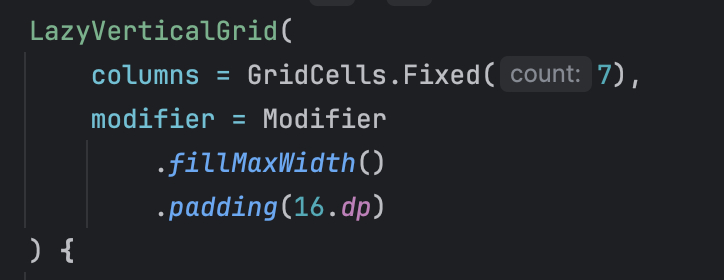 LazyVerticalGrid(
columns = GridCells.Fixed( count: 7),
modifier = Modifier
.fillMaxWidth()
.padding(16.dp)
) {